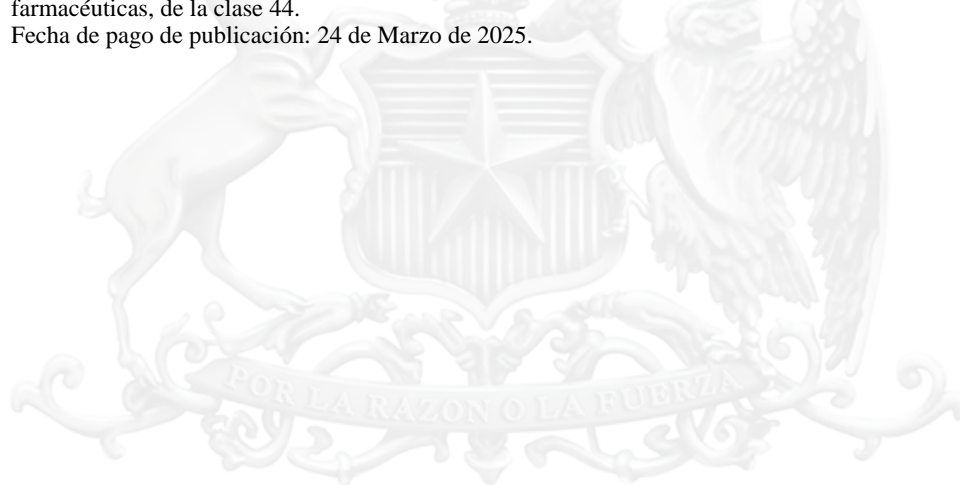 farmacéuticas, de la clase 44.
Fecha de pago de publicación: 24 de Marzo de 2025.
POR LA RAZON O LA FUERZA